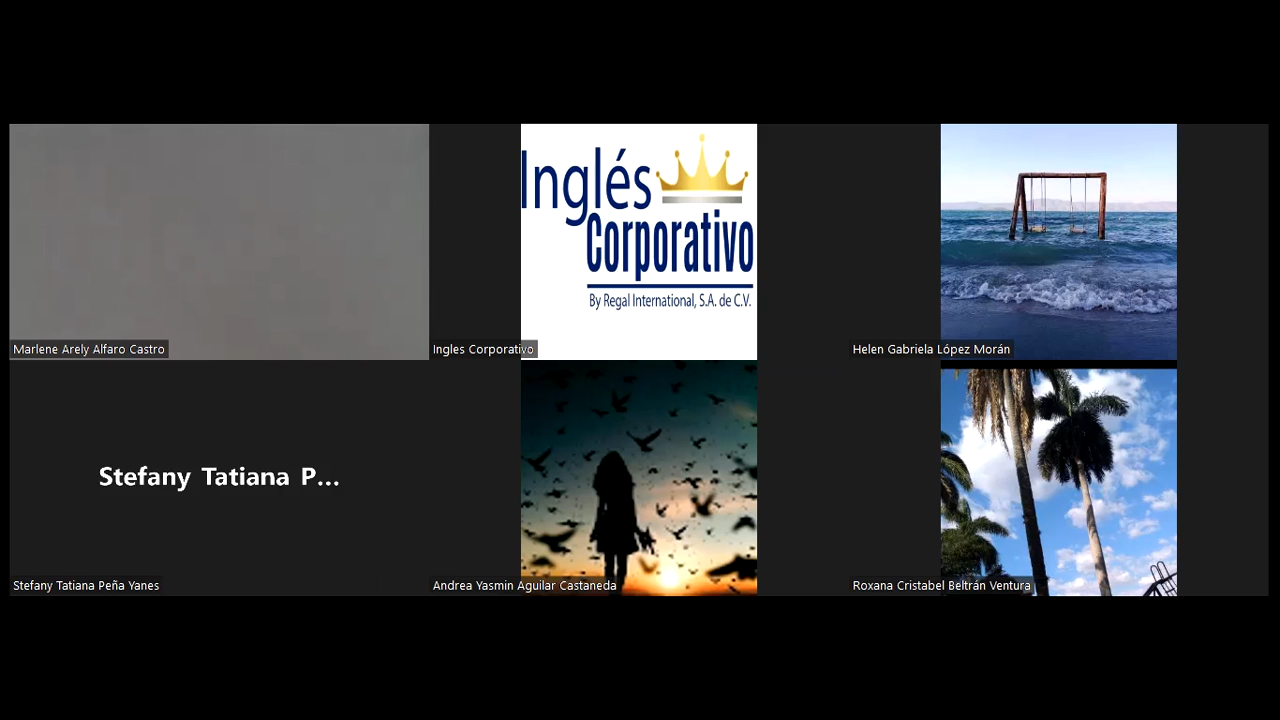 Inglés
Corporativo
By Regal International, S.A. de C.V.
Marlene Arely Alfaro Castro
Ingles Corporativo
Helen Gabriela López Morán
Stefany Tatiana P...
Stefany Tatiana Peña Yanes
Andrea Yasmin Aguilar Castaneda
Roxana Cristabel Beltrán Ventura